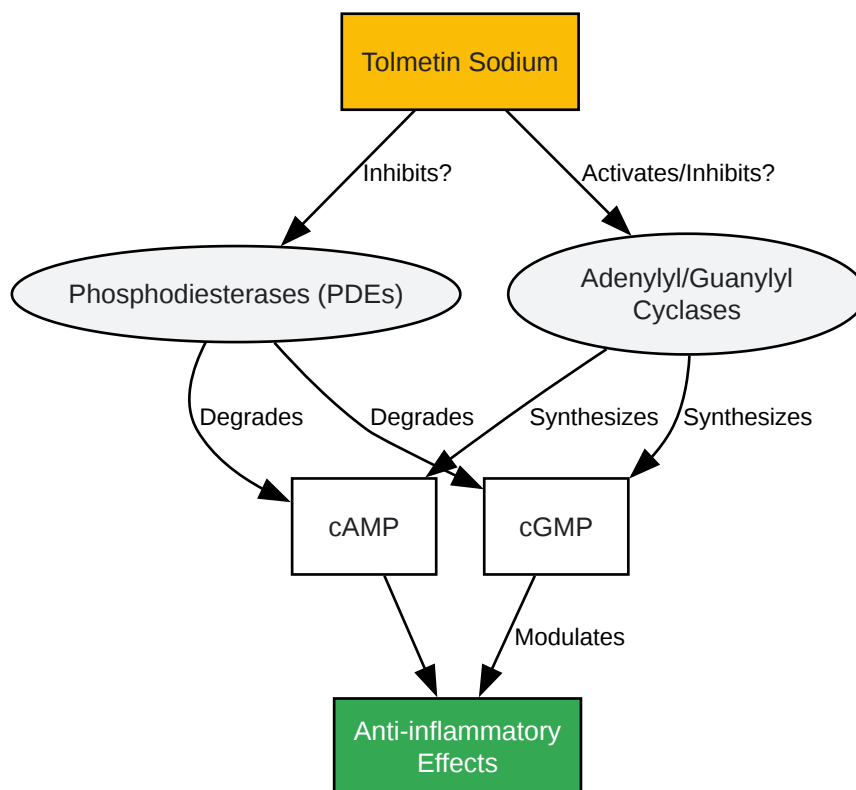 Tolmetin Sodium
Inhibits?
Activates/Inhibits?
Phosphodiesterases (PDEs)
Adenylyl/Guanylyl
Cyclases
Degrades
Degrades
Synthesizes
Synthesizes
cAMP
cGMP
Modulates
Anti-inflammatory
Effects